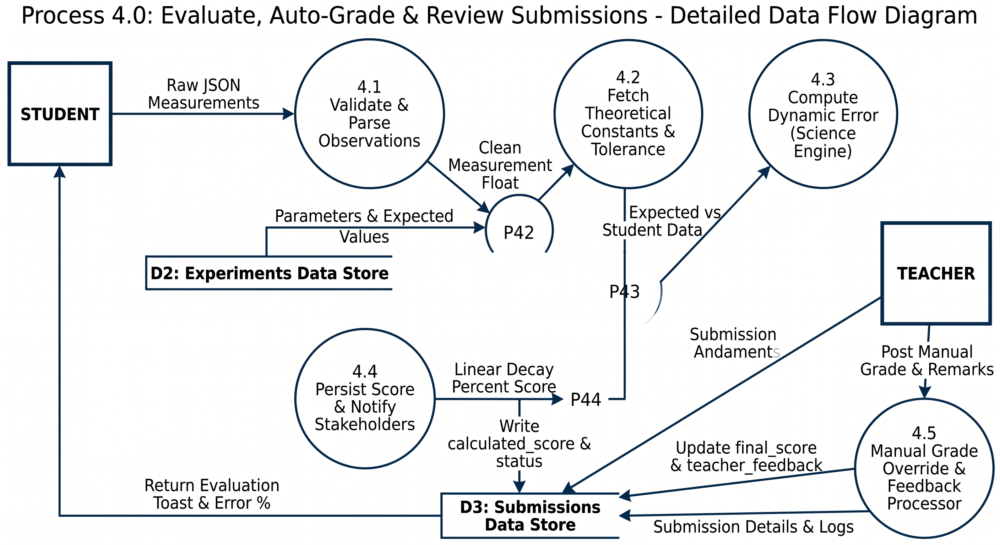 Process 4.0: Evaluate, Auto-Grade & Review Submissions - Detailed Data Flow Diagram
STUDENT
Raw JSON
Measurements
4.1
Validate &
Parse
Observations
Clean
Measurement
Float
4.2
Fetch
Theoretical
Constants &
Tolerance
4.3
Compute
Dynamic Error
(Science
Engine)
Parameters & Expected
Values
P42
Expected vs
Student Data
D2: Experiments Data Store
P43
TEACHER
Submission
Andaments
Post Manual
Grade & Remarks
4.4
Persist Score
& Notify
Stakeholders
Linear Decay
Percent Score
P44
Write
calculated_score &
status
Update final_score
& teacher_feedback
4.5
Manual Grade
Override &
Feedback
Processor
Return Evaluation
Toast & Error %
D3: Submissions
Data Store
Submission Details & Logs